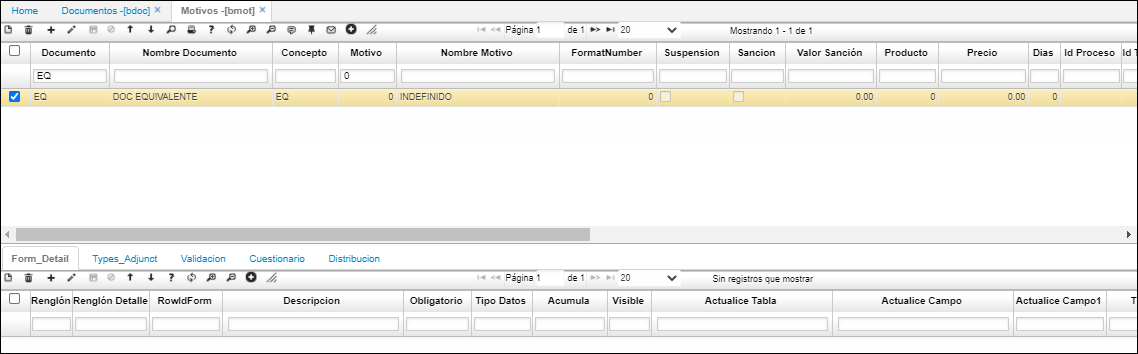 Home Documentos -[bdoc] × Motivos -[bmot] ×
Página 1 de 1 20 Mostrando 1 - 1 de 1
Documento Nombre Documento Concepto Motivo Nombre Motivo FormatNumber Suspension Sancion Valor Sanción Producto Precio Dias Id Proceso Id T
EQ 0
EQ DOC EQUIVALENTE EQ 0 INDEFINIDO 0 0.00 0 0.00 0
Form_Detail Types_Adjunct Validacion Cuestionario Distribucion
Página 1 de 1 20 Sin registros que mostrar
Renglón Renglón Detalle RowIdForm Descripcion Obligatorio Tipo Datos Acumula Visible Actualice Tabla Actualice Campo Actualice Campo1 T